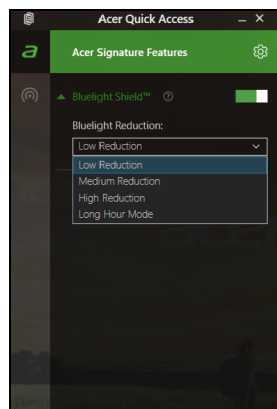 Acer Quick Access
Acer Signature Features
Bluelight Shield™
Bluelight Reduction:
Low Reduction
Low Reduction
Medium Reduction
High Reduction
Long Hour Mode